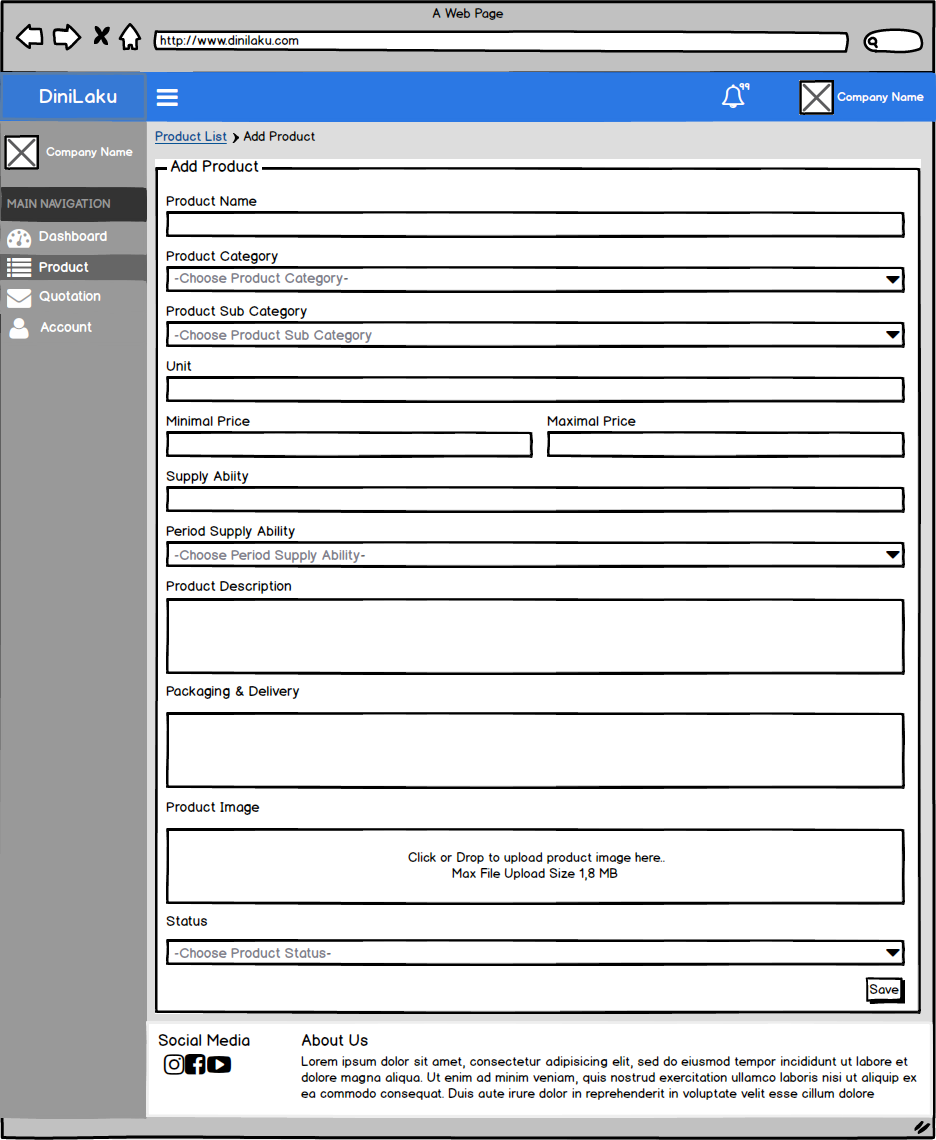 A Web Page
http://www.dinilaku.com
DiniLaku
99
Company Name
Company Name
MAIN NAVIGATION
Dashboard
Product
Quotation
Account
Product List Add Product
Add Product
Product Name
Product Category
-Choose Product Category-
Product Sub Category
-Choose Product Sub Category
Unit
Minimal Price Maximal Price
Supply Abiity
Period Supply Ability
-Choose Period Supply Ability-
Product Description
Packaging & Delivery
Product Image
Click or Drop to upload product image here..
Max File Upload Size 1,8 MB
Status
-Choose Product Status-
Save
Social Media
About Us
Lorem ipsum dolor sit amet, consectetur adipisicing elit, sed do eiusmod tempor incididunt ut labore et
dolore magna aliqua. Ut enim ad minim veniam, quis nostrud exercitation ullamco laboris nisi ut aliquip ex
ea commodo consequat. Duis aute irure dolor in reprehenderit in voluptate velit esse cillum dolore